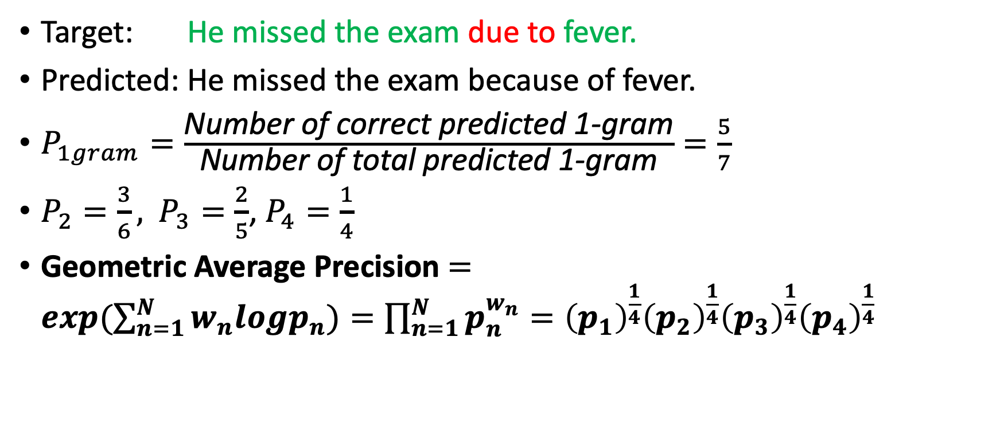 • Target: He missed the exam due to fever.
• Predicted: He missed the exam because of fever.
• P_{1gram} = \frac{Number of correct predicted 1-gram}{Number of total predicted 1-gram} = \frac{5}{7}
• P_2 = \frac{3}{6}, P_3 = \frac{2}{5}, P_4 = \frac{1}{4}
• Geometric Average Precision =
exp(\sum_{n=1}^{N} w_n log p_n) = \prod_{n=1}^{N} p_n^{w_n} = (p_1)^{\frac{1}{4}}(p_2)^{\frac{1}{4}}(p_3)^{\frac{1}{4}}(p_4)^{\frac{1}{4}}